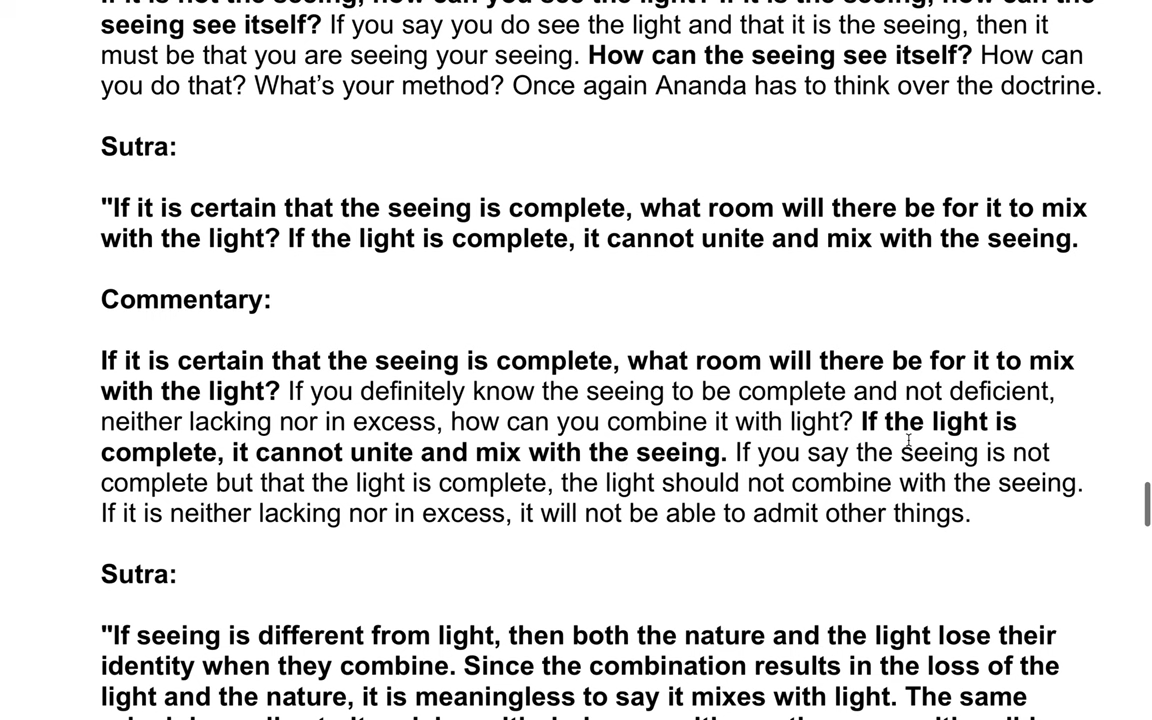 seeing see itself? If you say you do see the light and that it is the seeing, then it
must be that you are seeing your seeing. How can the seeing see itself? How can
you do that? What’s your method? Once again Ananda has to think over the doctrine.
Sutra:
"If it is certain that the seeing is complete, what room will there be for it to mix
with the light? If the light is complete, it cannot unite and mix with the seeing.
Commentary:
If it is certain that the seeing is complete, what room will there be for it to mix
with the light? If you definitely know the seeing to be complete and not deficient,
neither lacking nor in excess, how can you combine it with light? If the light is
complete, it cannot unite and mix with the seeing. If you say the seeing is not
complete but that the light is complete, the light should not combine with the seeing.
If it is neither lacking nor in excess, it will not be able to admit other things.
Sutra:
"If seeing is different from light, then both the nature and the light lose their
identity when they combine. Since the combination results in the loss of the
light and the nature, it is meaningless to say it mixes with light. The same